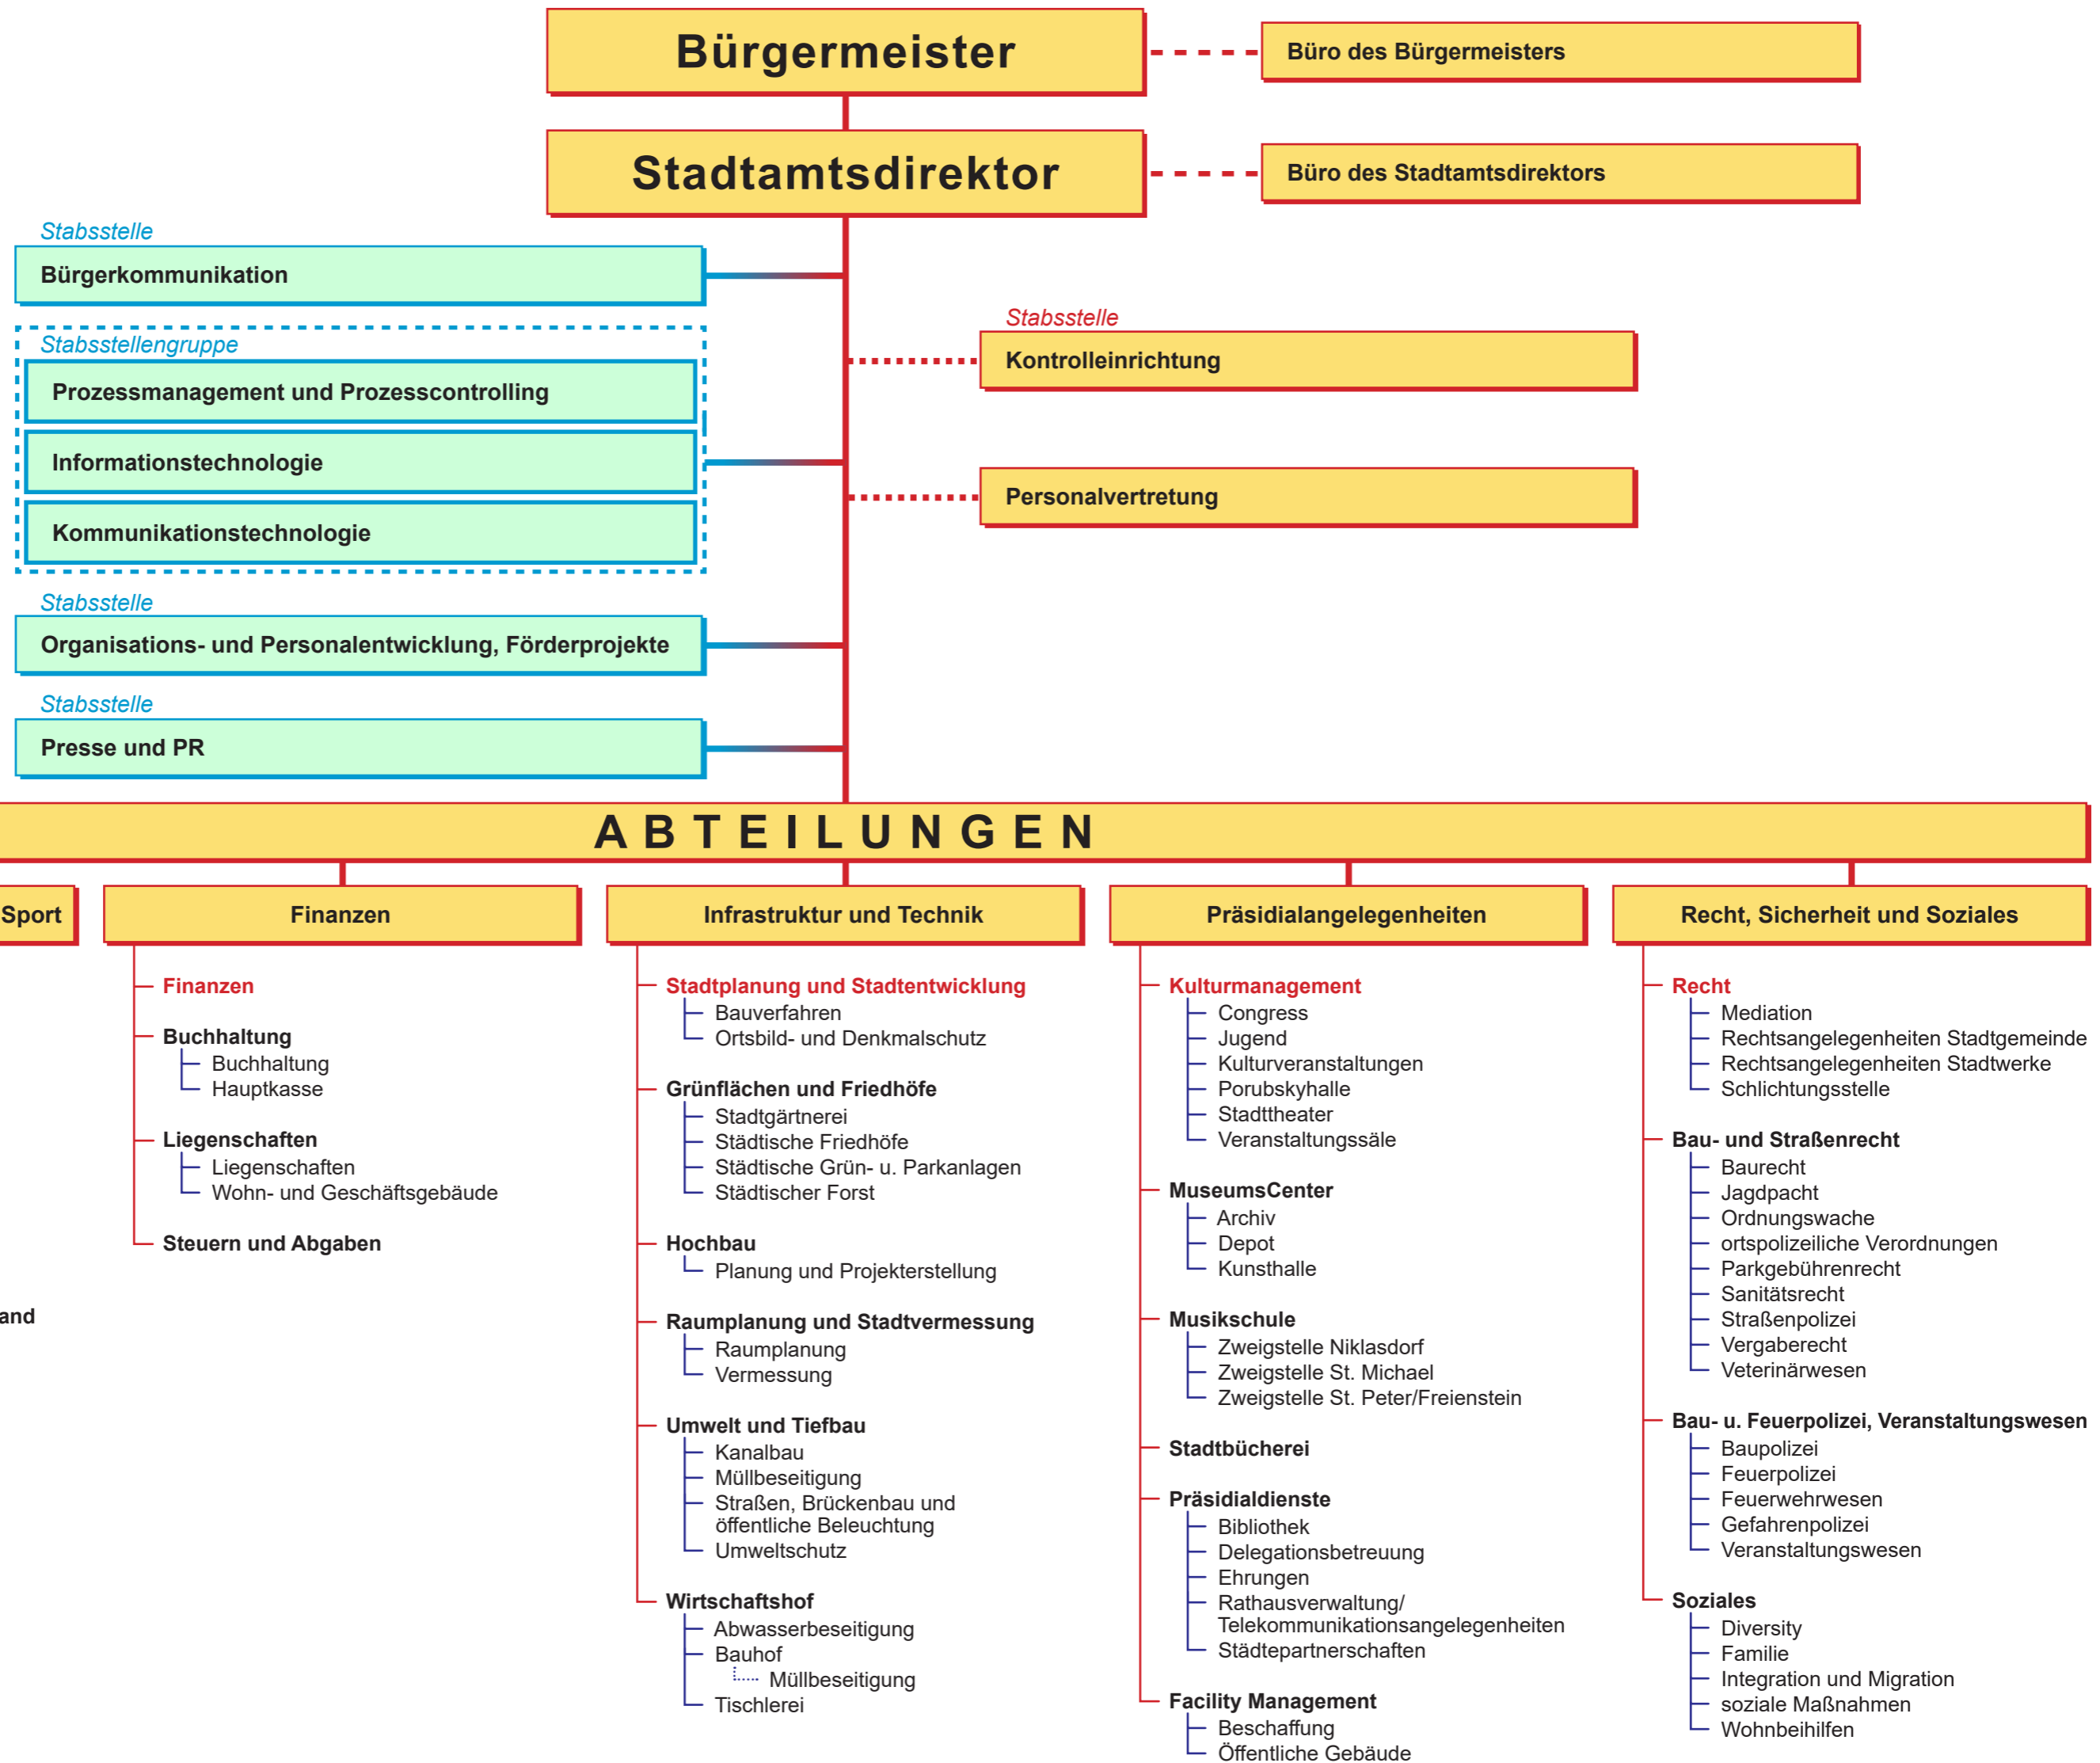 Bürgermeister
Büro des Bürgermeisters
Stadtamtsdirektor
Büro des Stadtamtsdirektors
Stabsstelle
Bürgerkommunikation
Stabsstellengruppe
Prozessmanagement und Prozesscontrolling
Informationstechnologie
Kommunikationstechnologie
Stabsstelle
Kontrolleinrichtung
Personalvertretung
Stabsstelle
Organisations- und Personalentwicklung, Förderprojekte
Stabsstelle
Presse und PR
ABTEILUNGEN
Sport
and
Finanzen
Finanzen
Buchhaltung
Buchhaltung
Hauptkasse
Liegenschaften
Liegenschaften
Wohn- und Geschäftsgebäude
Steuern und Abgaben
Infrastruktur und Technik
Stadtplanung und Stadtentwicklung
Bauverfahren
Ortsbild- und Denkmalschutz
Grünflächen und Friedhöfe
Stadtgärtnerei
Städtische Friedhöfe
Städtische Grün- u. Parkanlagen
Städtischer Forst
Hochbau
Planung und Projekterstellung
Raumplanung und Stadtvermessung
Raumplanung
Vermessung
Umwelt und Tiefbau
Kanalbau
Müllbeseitigung
Straßen, Brückenbau und
öffentliche Beleuchtung
Umweltschutz
Wirtschaftshof
Abwasserbeseitigung
Bauhof
Müllbeseitigung
Tischlerei
Präsidialangelegenheiten
Kulturmanagement
Congress
Jugend
Kulturveranstaltungen
Porubskyhalle
Stadttheater
Veranstaltungssäle
MuseumsCenter
Archiv
Depot
Kunsthalle
Musikschule
Zweigstelle Niklasdorf
Zweigstelle St. Michael
Zweigstelle St. Peter/Freienstein
Stadtbücherei
Präsidialdienste
Bibliothek
Delegationsbetreuung
Ehrungen
Rathausverwaltung/
Telekommunikationsangelegenheiten
Städtepartnerschaften
Facility Management
Beschaffung
Öffentliche Gebäude
Recht, Sicherheit und Soziales
Recht
Mediation
Rechtsangelegenheiten Stadtgemeinde
Rechtsangelegenheiten Stadtwerke
Schlichtungsstelle
Bau- und Straßenrecht
Baurecht
Jagdpacht
Ordnungswache
ortspolizeiliche Verordnungen
Parkgebührenrecht
Sanitätsrecht
Straßenpolizei
Vergaberecht
Veterinärwesen
Bau- u. Feuerpolizei, Veranstaltungswesen
Baupolizei
Feuerpolizei
Feuerwehrwesen
Gefahrenpolizei
Veranstaltungswesen
Soziales
Diversity
Familie
Integration und Migration
soziale Maßnahmen
Wohnbeihilfen